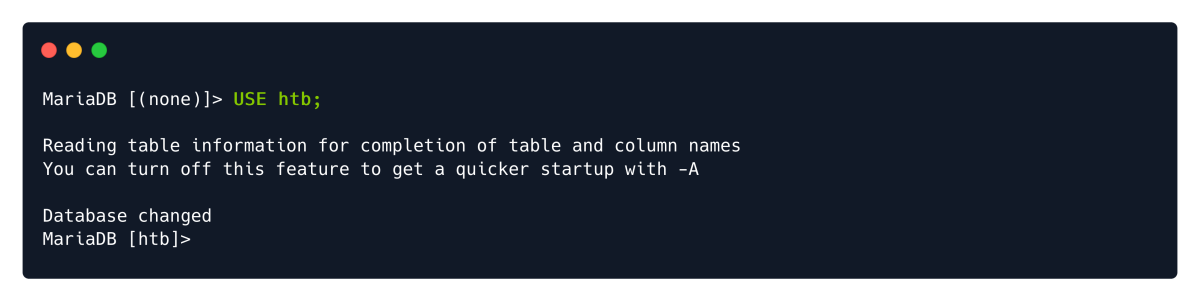 MariaDB [(none)]> USE htb;
Reading table information for completion of table and column names
You can turn off this feature to get a quicker startup with -A
Database changed
MariaDB [htb]>